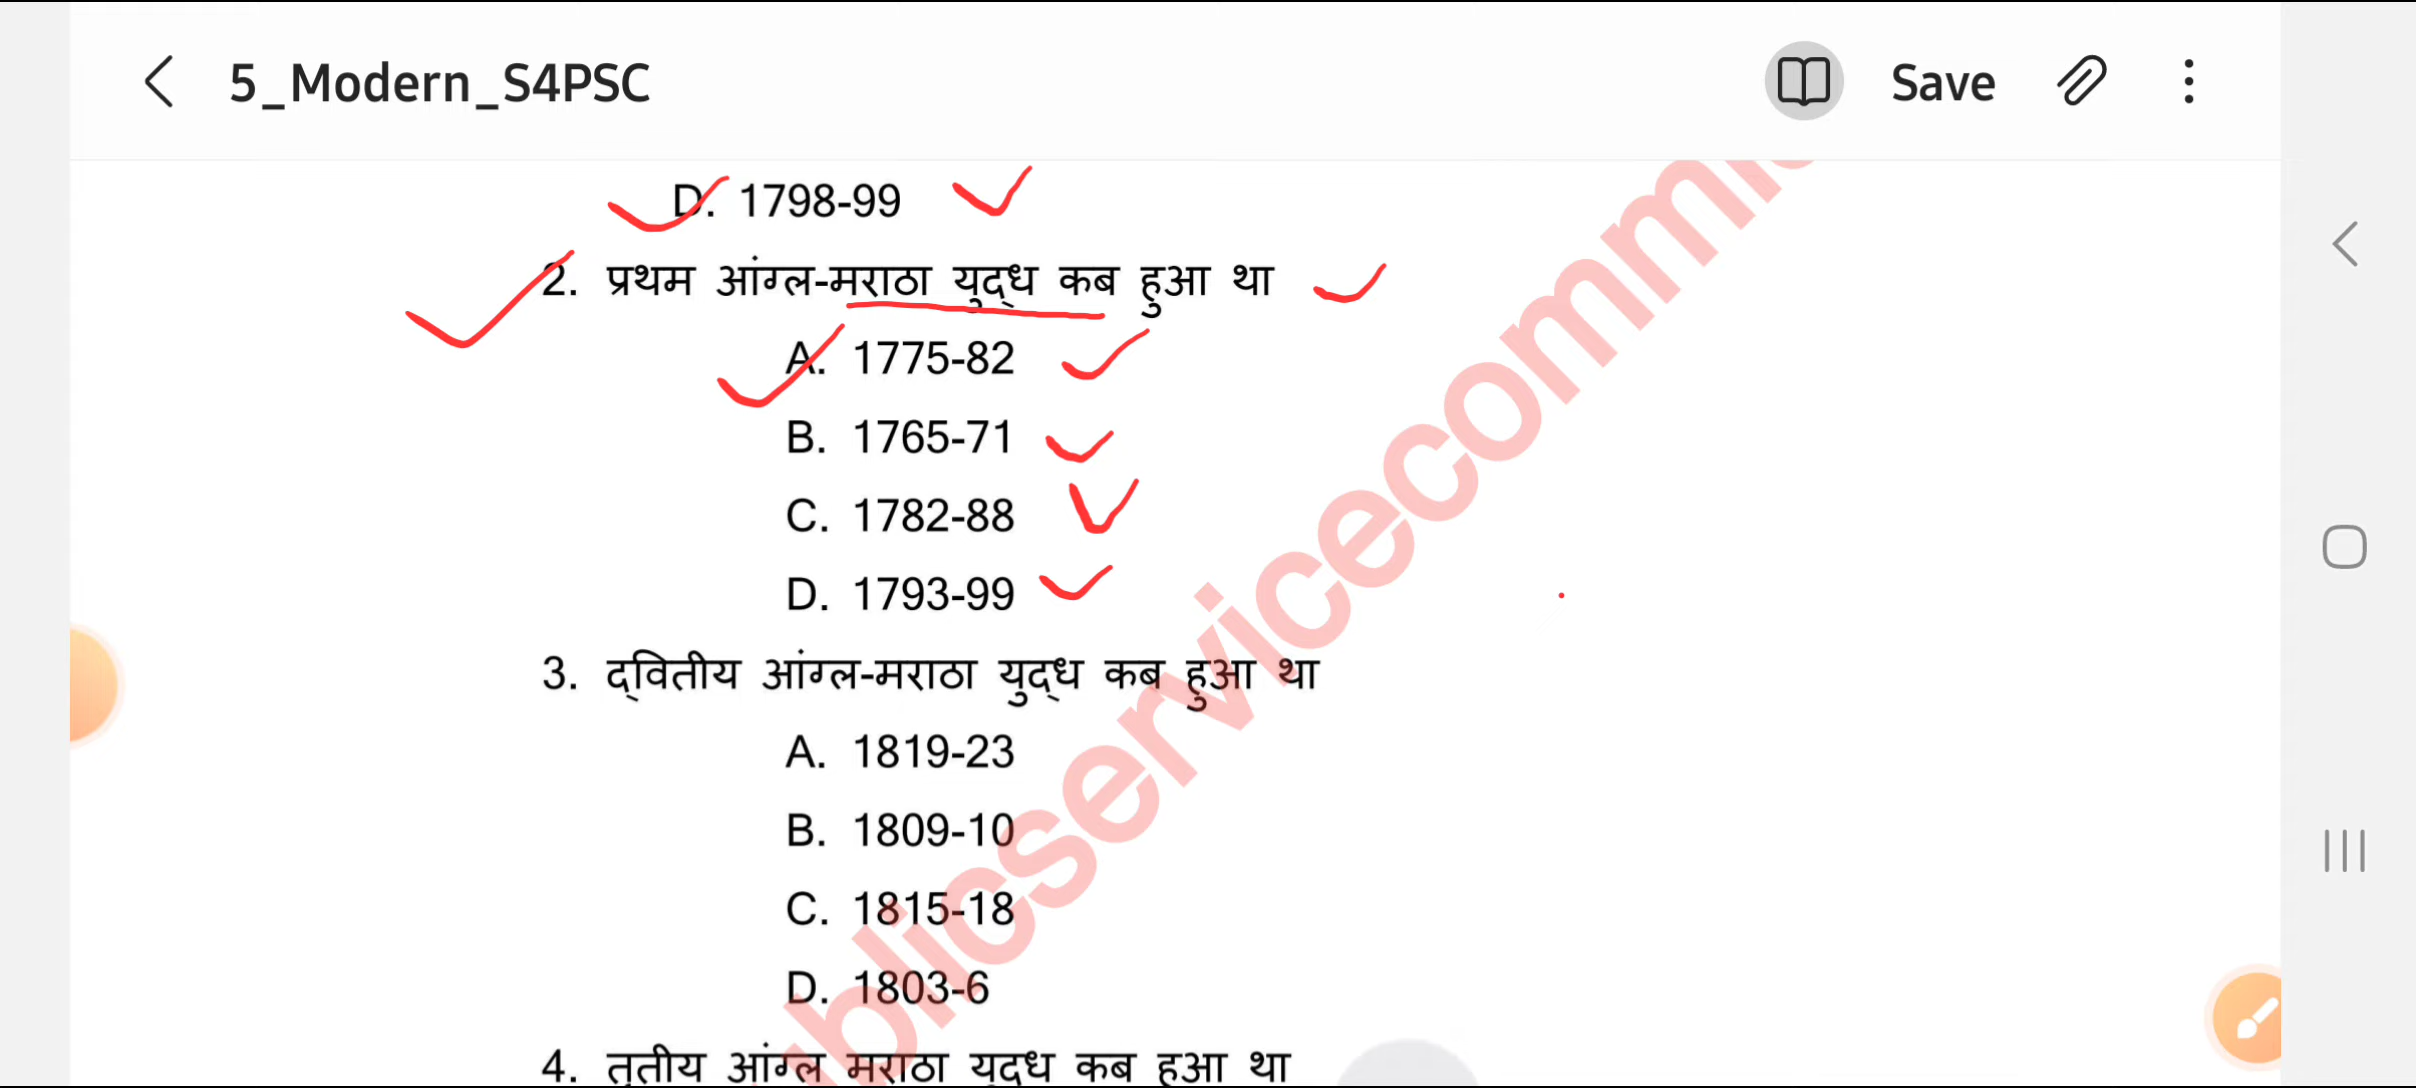 5_Modern_S4PSC
Save
D. 1798-99
2. प्रथम आंग्ल-मराठा युद्ध कब हुआ था
A. 1775-82
B. 1765-71
C. 1782-88
D. 1793-99
3. द्वितीय आंग्ल-मराठा युद्ध कब हुआ था
A. 1819-23
B. 1809-10
C. 1815-18
D. 1803-6
4. तृतीय आंग्ल मराठा युद्ध कब हुआ था
blicservicecommi